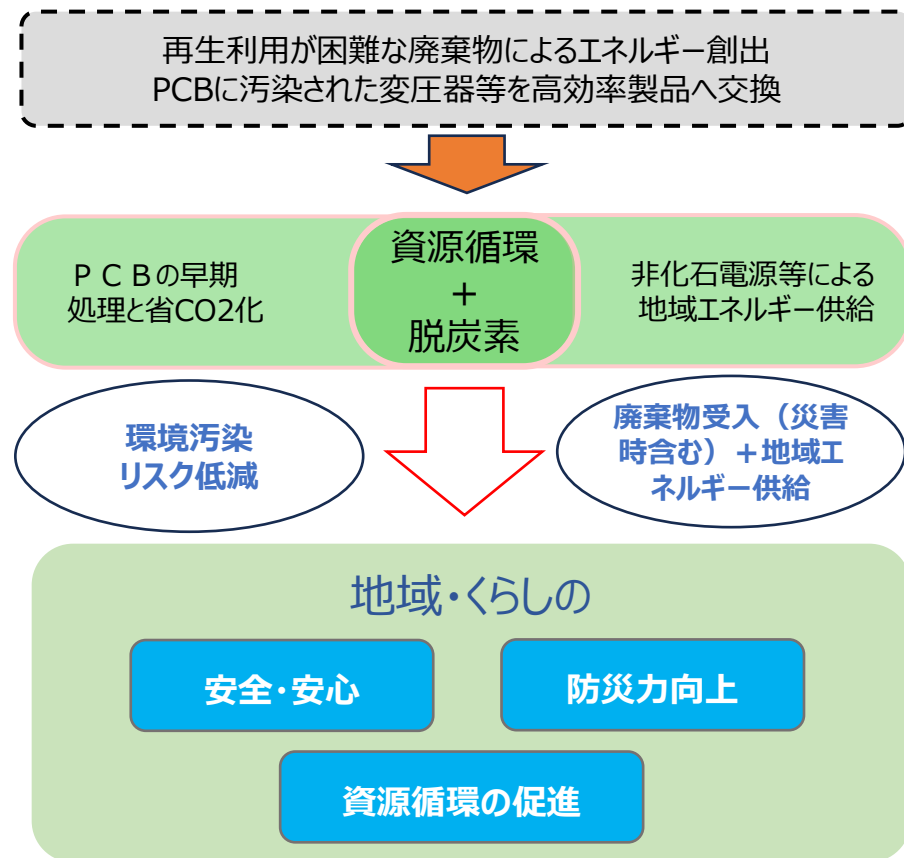 再生利用が困難な廃棄物によるエネルギー創出
PCBに汚染された変圧器等を高効率製品へ交換
ＰＣＢの早期
処理と省CO2化
資源循環
+
脱炭素
非化石電源等による
地域エネルギー供給
環境汚染
リスク低減
廃棄物受入（災害
時含む）＋地域エ
ネルギー供給
地域・くらしの
安全・安心
防災力向上
資源循環の促進